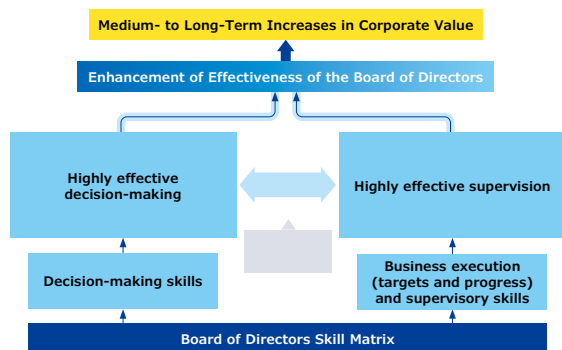 Medium- to Long-Term Increases in Corporate Value
Enhancement of Effectiveness of the Board of Directors
Highly effective
decision-making
Highly effective supervision
Decision-making skills
Business execution
(targets and progress)
and supervisory skills
Board of Directors Skill Matrix